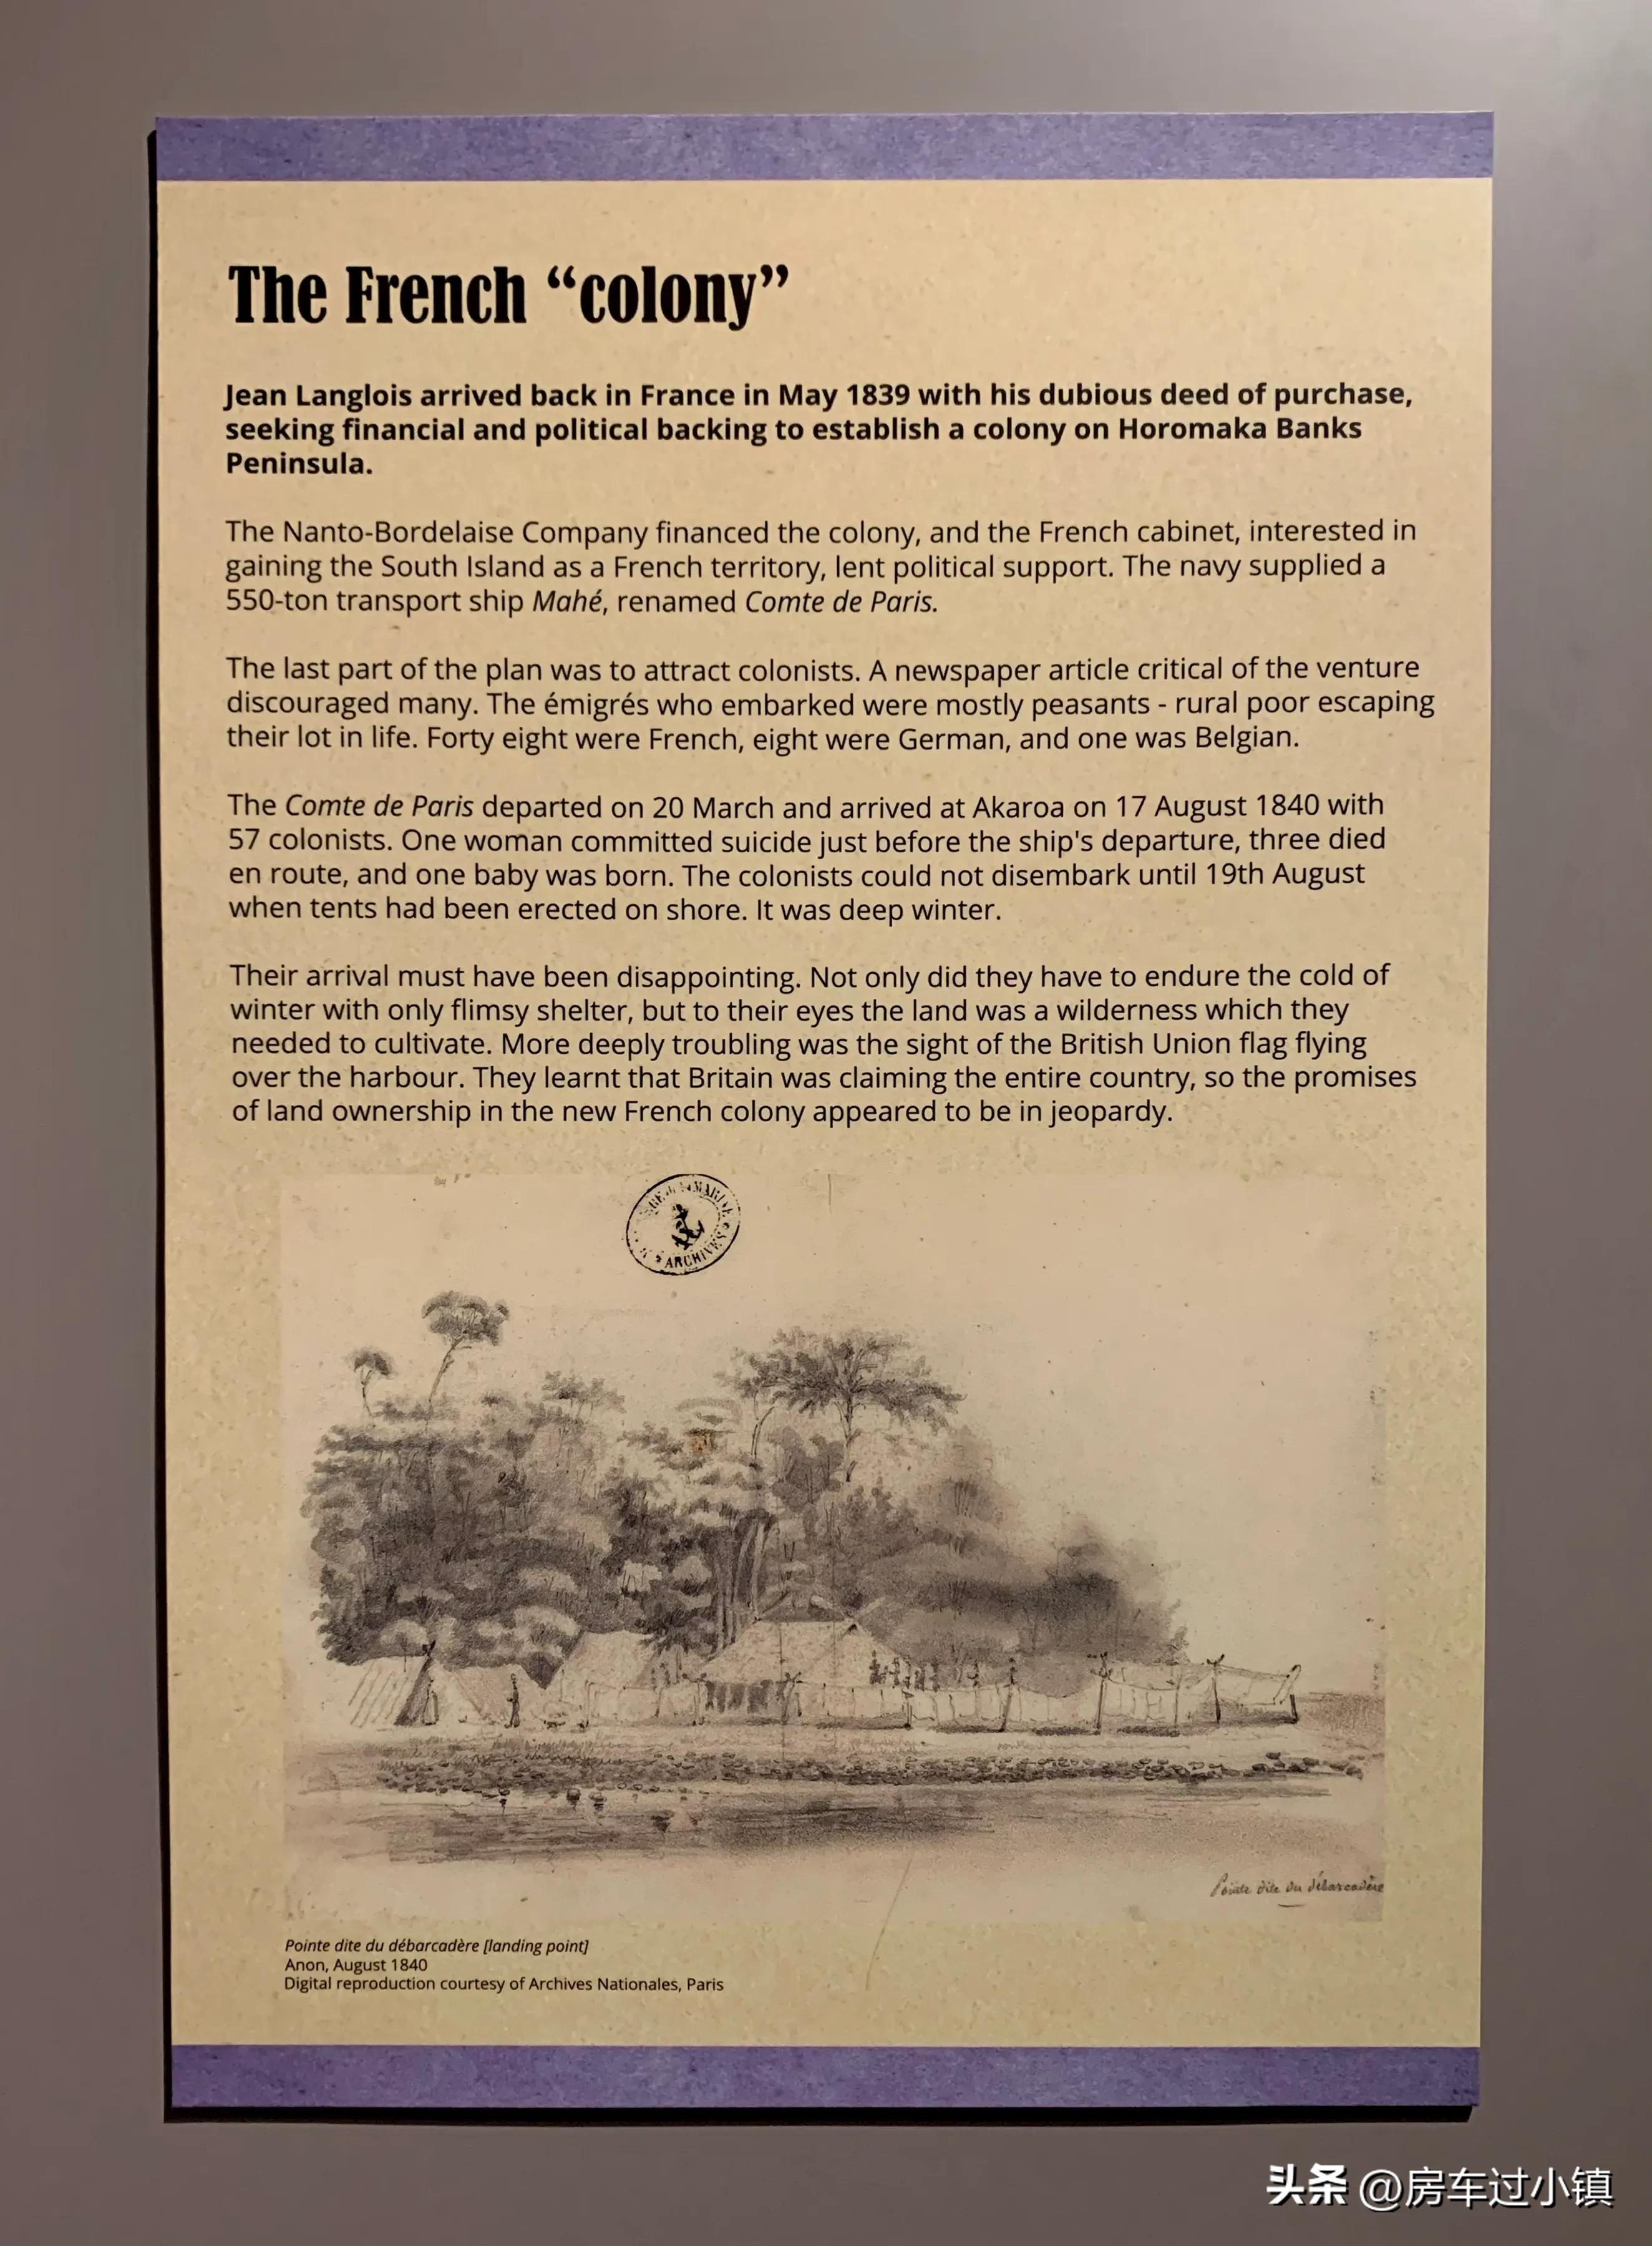 The French “colony”
Jean Langlois arrived back in France in May 1839 with his dubious deed of purchase,
seeking financial and political backing to establish a colony on Horomaka Banks
Peninsula.
The Nanto-Bordelaise Company financed the colony, and the French cabinet, interested in
gaining the South Island as a French territory, lent political support. The navy supplied a
550-ton transport ship Mahé, renamed Comte de Paris.
The last part of the plan was to attract colonists. A newspaper article critical of the venture
discouraged many. The émigrés who embarked were mostly peasants - rural poor escaping
their lot in life. Forty eight were French, eight were German, and one was Belgian.
The Comte de Paris departed on 20 March and arrived at Akaroa on 17 August 1840 with
57 colonists. One woman committed suicide just before the ship's departure, three died
en route, and one baby was born. The colonists could not disembark until 19th August
when tents had been erected on shore. It was deep winter.
Their arrival must have been disappointing. Not only did they have to endure the cold of
winter with only flimsy shelter, but to their eyes the land was a wilderness which they
needed to cultivate. More deeply troubling was the sight of the British Union flag flying
over the harbour. They learnt that Britain was claiming the entire country, so the promises
of land ownership in the new French colony appeared to be in jeopardy.
MARINE
ARCHIVES
Pointe dite du débarcadère
Pointe dite du débarcadère [landing point]
Anon, August 1840
Digital reproduction courtesy of Archives Nationales, Paris
头条 @房车过小镇